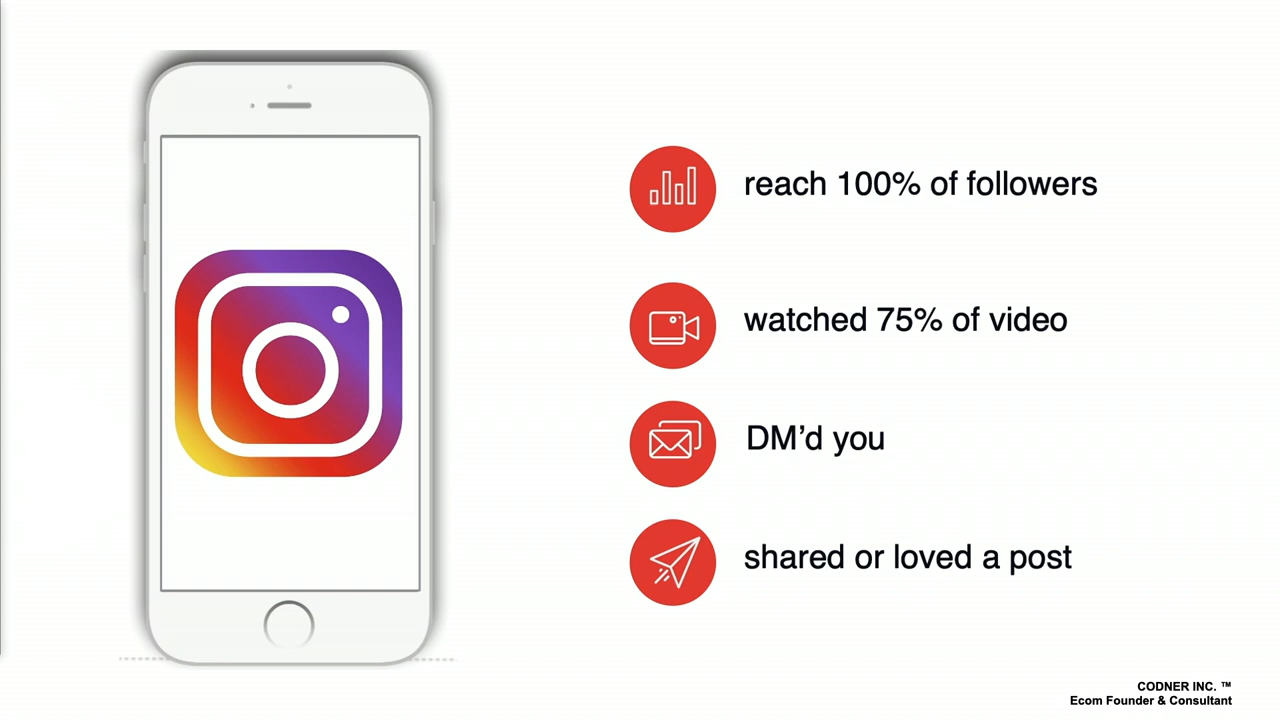 reach 100% of followers
watched 75% of video
DM’d you
shared or loved a post
CODNER INC. ™
Ecom Founder & Consultant